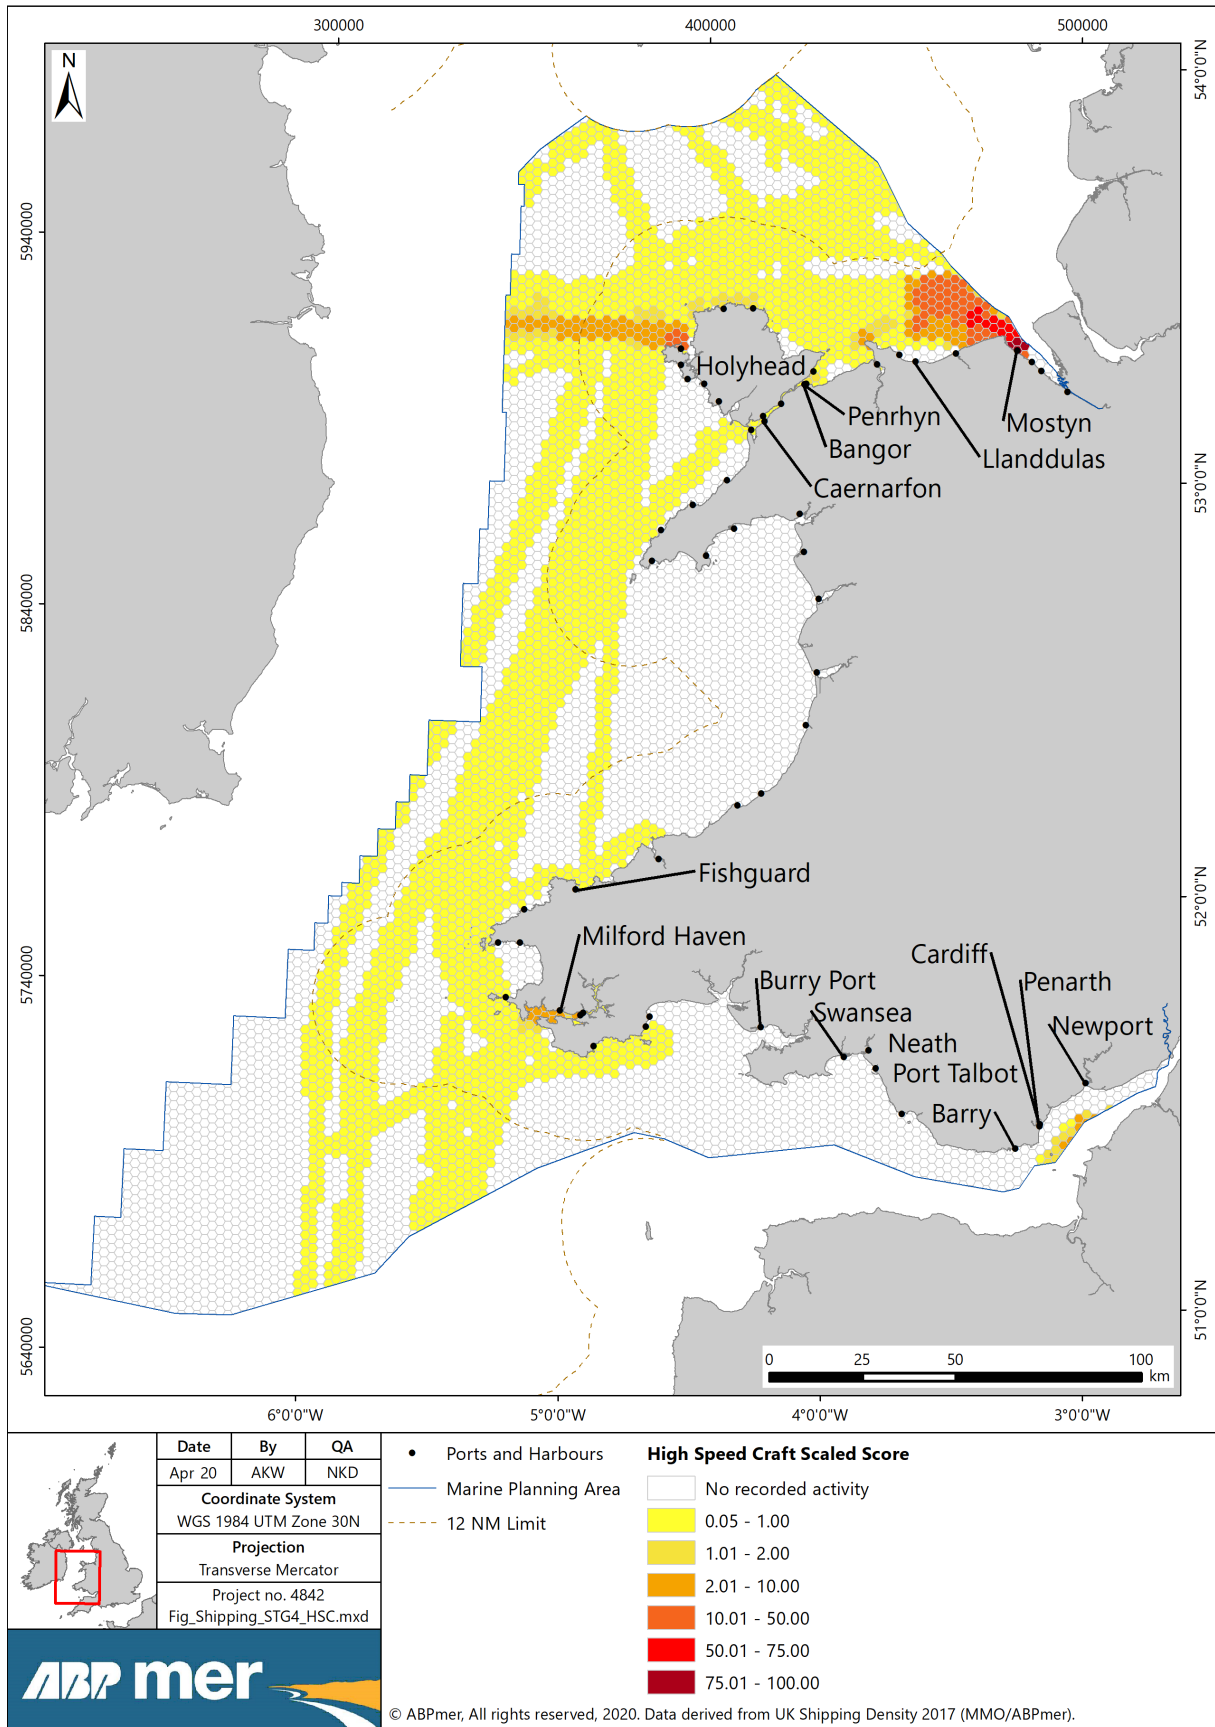 300000
400000
500000
N
54°0'0"N
5940000
Holyhead
Penrhyn
Mostyn
Bangor
Llanddulas
Caernarfon
53°0'0"N
5840000
Fishguard
52°0'0"N
Milford Haven
Cardiff
5740000
Burry Port
Penarth
Swansea
Newport
Neath
Port Talbot
Barry
51°0'0"N
5640000
0 25 50 100
km
6°0'0"W
5°0'0"W
4°0'0"W
3°0'0"W
Date By QA
Apr 20 AKW NKD
Coordinate System
WGS 1984 UTM Zone 30N
Projection
Transverse Mercator
Project no. 4842
Fig_Shipping_STG4_HSC.mxd
ABP mer
Ports and Harbours
Marine Planning Area
12 NM Limit
High Speed Craft Scaled Score
No recorded activity
0.05 - 1.00
1.01 - 2.00
2.01 - 10.00
10.01 - 50.00
50.01 - 75.00
75.01 - 100.00
© ABPmer, All rights reserved, 2020. Data derived from UK Shipping Density 2017 (MMO/ABPmer).